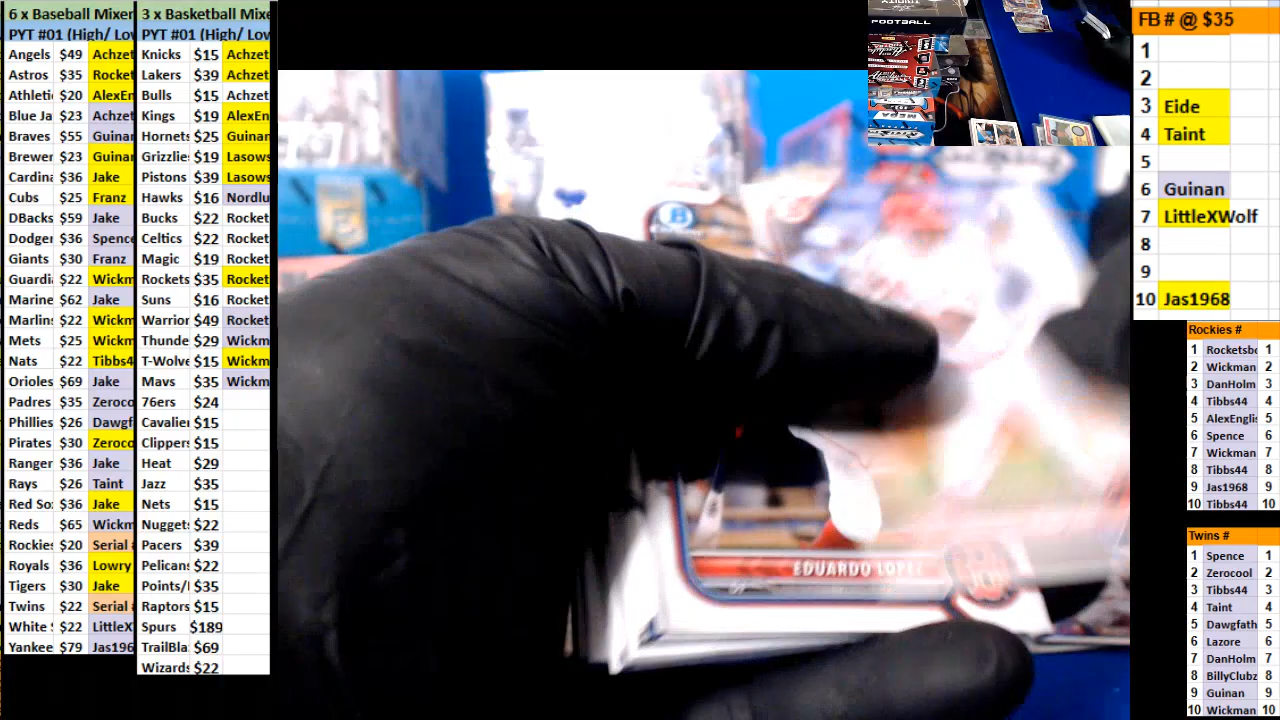 6 x Baseball Mixer
PYT #01 (High/ Lov
Angels $49 Achzet
Astros $35 Rocket
Athleti $20 AlexEn
Blue Ja $23 Achzet
Braves $55 Guinar
Brewer $23 Guinar
Cardina $36 Jake
Cubs $25 Franz
DBacks $59 Jake
Dodger $36 Spence
Giants $30 Franz
Guardi $22 Wickm
Marine $62 Jake
Marlins $22 Wickm
Mets $25 Wickm
Nats $22 Tibbs4
Orioles $69 Jake
Padres $35 Zeroco
Phillies $26 Dawgf
Pirates $30 Zeroco
Ranger $36 Jake
Rays $26 Taint
Red So $36 Jake
Reds $65 Wickm
Rockies $20 Serial
Royals $36 Lowry
Tigers $30 Jake
Twins $22 Serial
White $22 LittleX
Yankee $79 Jas196
3 x Basketball Mixe
PYT #01 (High/ Lov
Knicks $15 Achzet
Lakers $39 Achzet
Bulls $15 Achzet
Kings $19 AlexEn
Hornets $25 Guinar
Grizzlie $19 Lasows
Pistons $39 Lasows
Hawks $16 Nordlu
Bucks $22 Rocket
Celtics $22 Rocket
Magic $19 Rocket
Rockets $35 Rocket
Suns $16 Rocket
Warrior $49 Rocket
Thunde $29 Wickm
T-Wolve $15 Wickm
Mavs $35 Wickm
76ers $24
Cavalier $15
Clippers $15
Heat $29
Jazz $35
Nets $15
Nugget $22
Pacers $39
Pelican $22
Points/ $35
Raptors $15
Spurs $189
TrailBla $69
Wizards $22
FOOTBALL
EDUARDO LOPEZ
FB # @ $35
1
2
3 Eide
4 Taint
5
6 Guinan
7 LittleXWolf
8
9
10 Jas1968
Rockies #
1 Rocketsbo 1
2 Wickman 2
3 DanHolm 3
4 Tibbs44 4
5 AlexEnglis 5
6 Spence 6
7 Wickman 7
8 Tibbs44 8
9 Jas1968 9
10 Tibbs44 10
Twins #
1 Spence 1
2 Zerocool 2
3 Tibbs44 3
4 Taint 4
5 Dawgfath 5
6 Lazore 6
7 DanHolm 7
8 BillyClubz 8
9 Guinan 9
10 Wickman 10